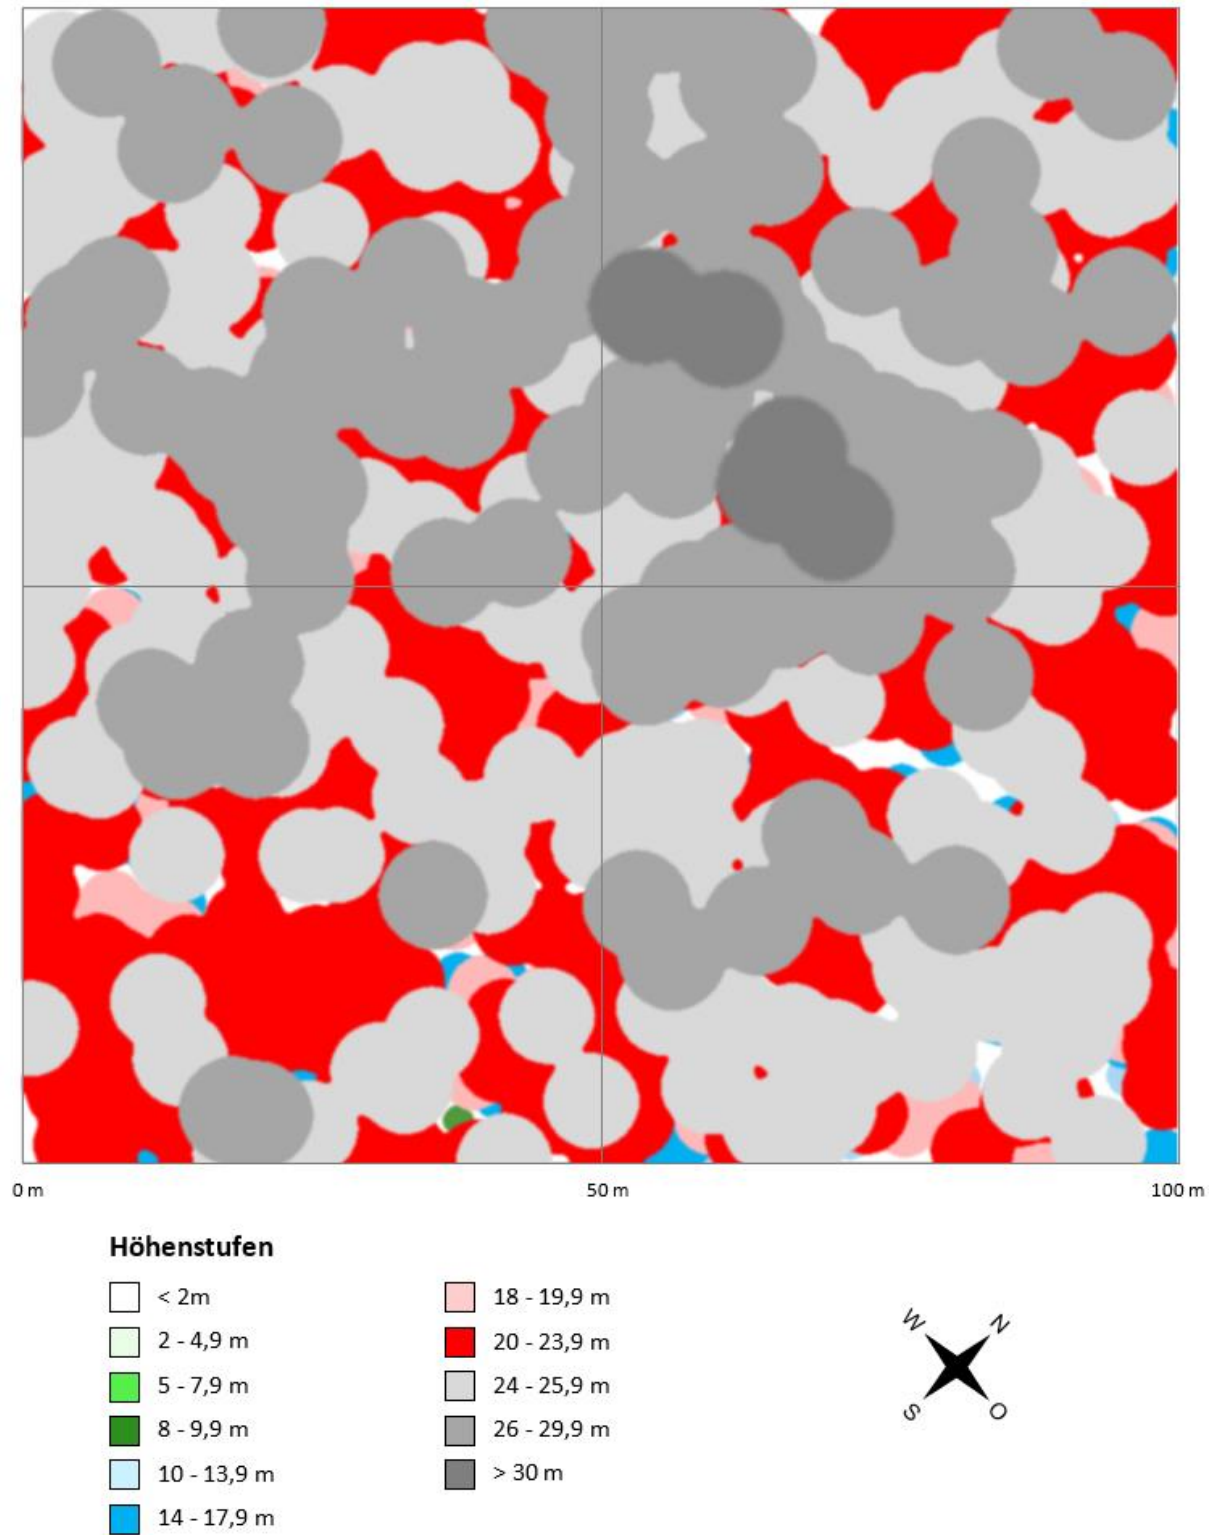 0 m 50 m 100 m
Höhenstufen
< 2m
2 - 4,9 m
5 - 7,9 m
8 - 9,9 m
10 - 13,9 m
14 - 17,9 m
18 - 19,9 m
20 - 23,9 m
24 - 25,9 m
26 - 29,9 m
> 30 m
W N
S O